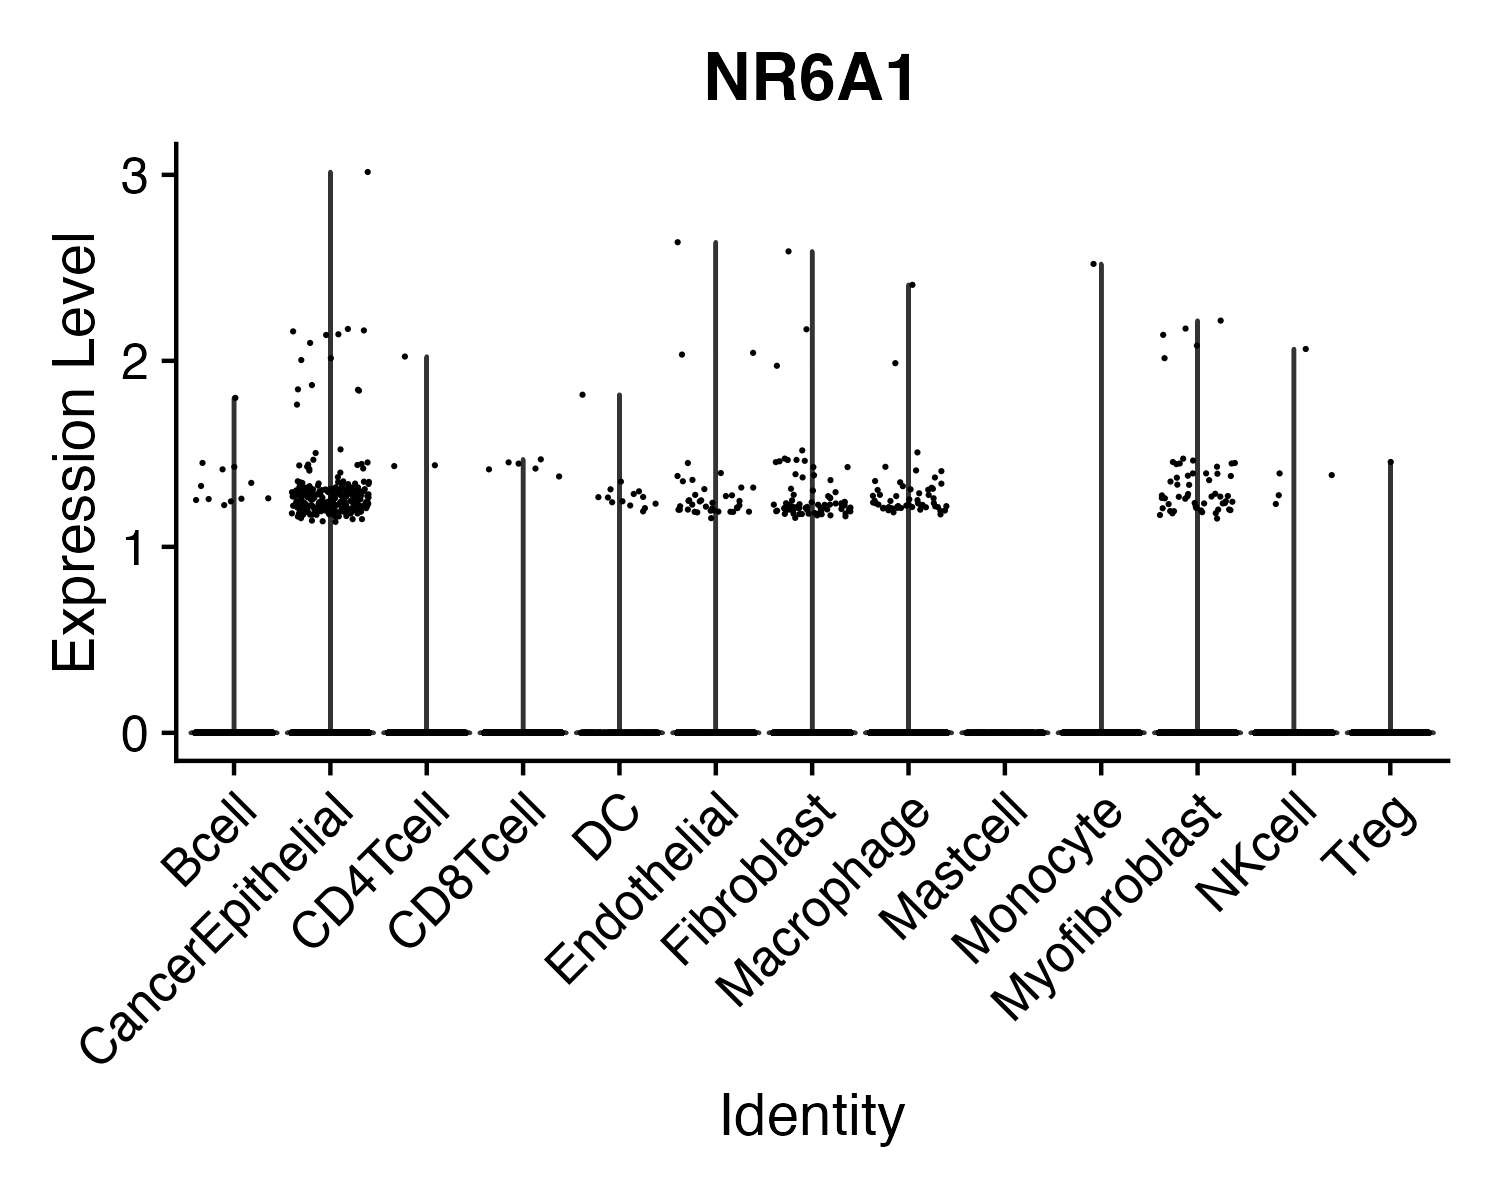 NR6A1
Expression Level
3
2
1
0
Bcell
CancerEpithelial
CD4Tcell
CD8Tcell
DC
Endothelial
Fibroblast
Macrophage
Mastcell
Monocyte
Myofibroblast
NKcell
Treg
Identity